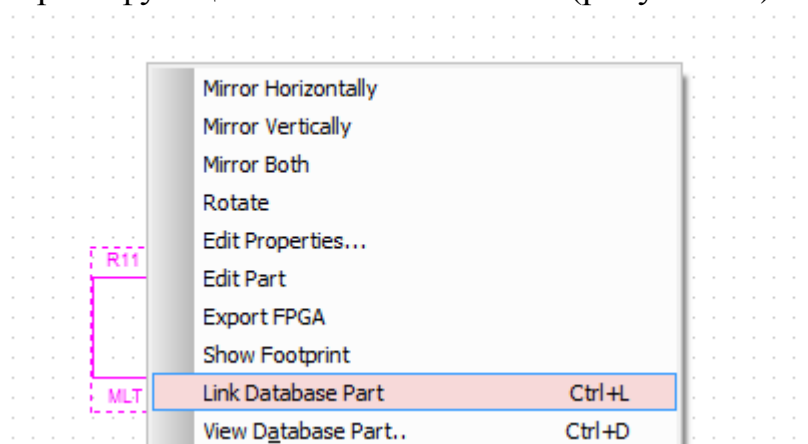 Mirror Horizontally
Mirror Vertically
Mirror Both
Rotate
R11
Edit Properties...
Edit Part
Export FPGA
Show Footprint
MLT
Link Database Part Ctrl+L
View Database Part.. Ctrl+D